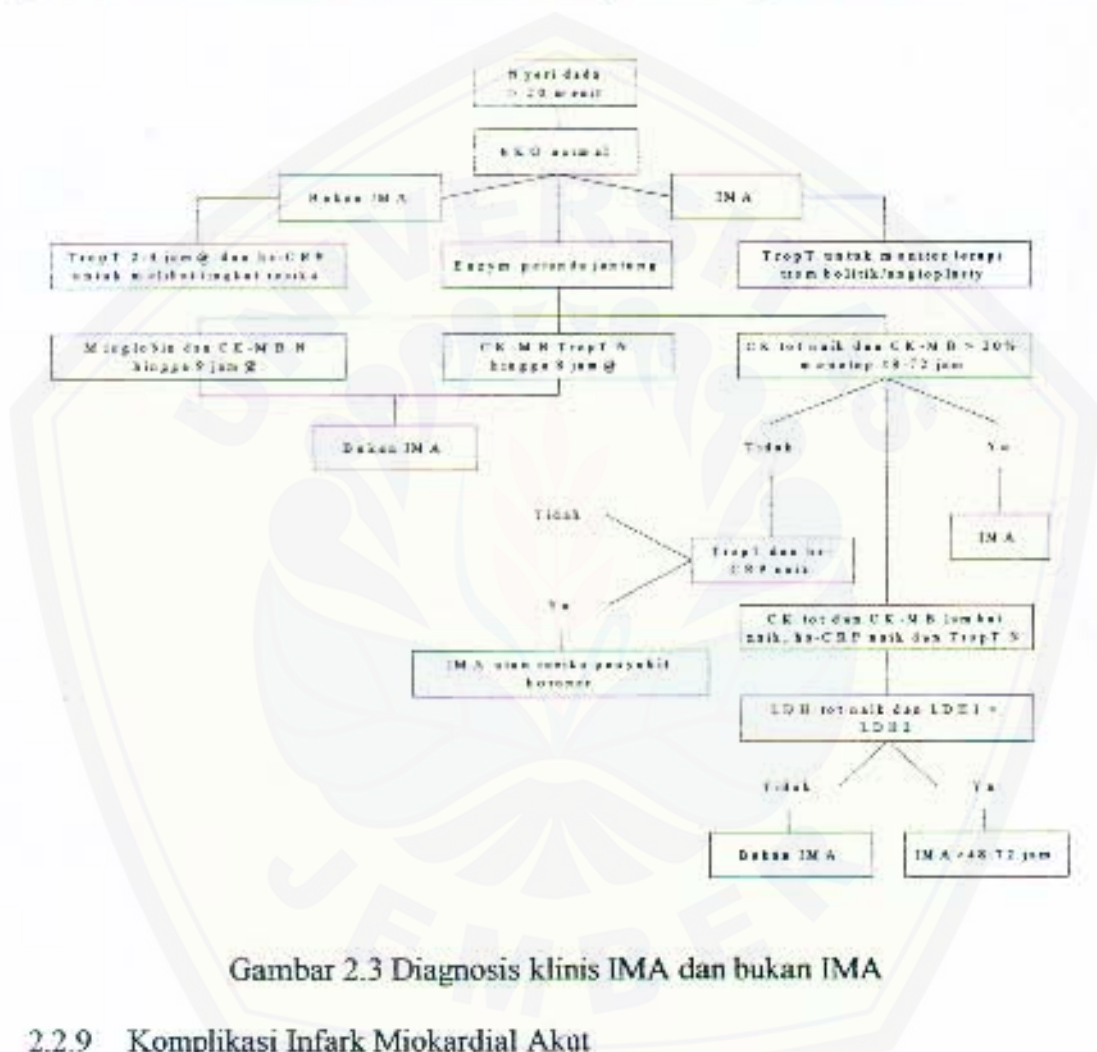 Nyeri dada
> 20 menit
EKG normal
Bukan IMA
IMA
TropT 2-4 jam@ dan hs-CRP
untuk melihat tingkat resiko
Enzym petanda jantung
TropT untuk monitor terapi
trombolitik/angioplasty
Mioglobin dan CK-MB N
hingga 8 jam@
CK-MB TropT N
hingga 8 jam@
CK tot naik dan CK-MB > 20%
menetap 48-72 jam
Bukan IMA
Tidak
Ya
Tidak
IMA
TropT dan hs-
CRP naik
Ya
CK tot dan CK-MB lambat
naik, hs-CRP naik dan TropT N
IMA atau resiko penyakit
koroner
LDH tot naik dan LDH1 >
LDH2
Tidak
Ya
Bukan IMA
IMA <48-72 jam
Gambar 2.3 Diagnosis klinis IMA dan bukan IMA
2.2.9 Komplikasi Infark Miokardial Akut
UNIVERSITAS
JEMBER